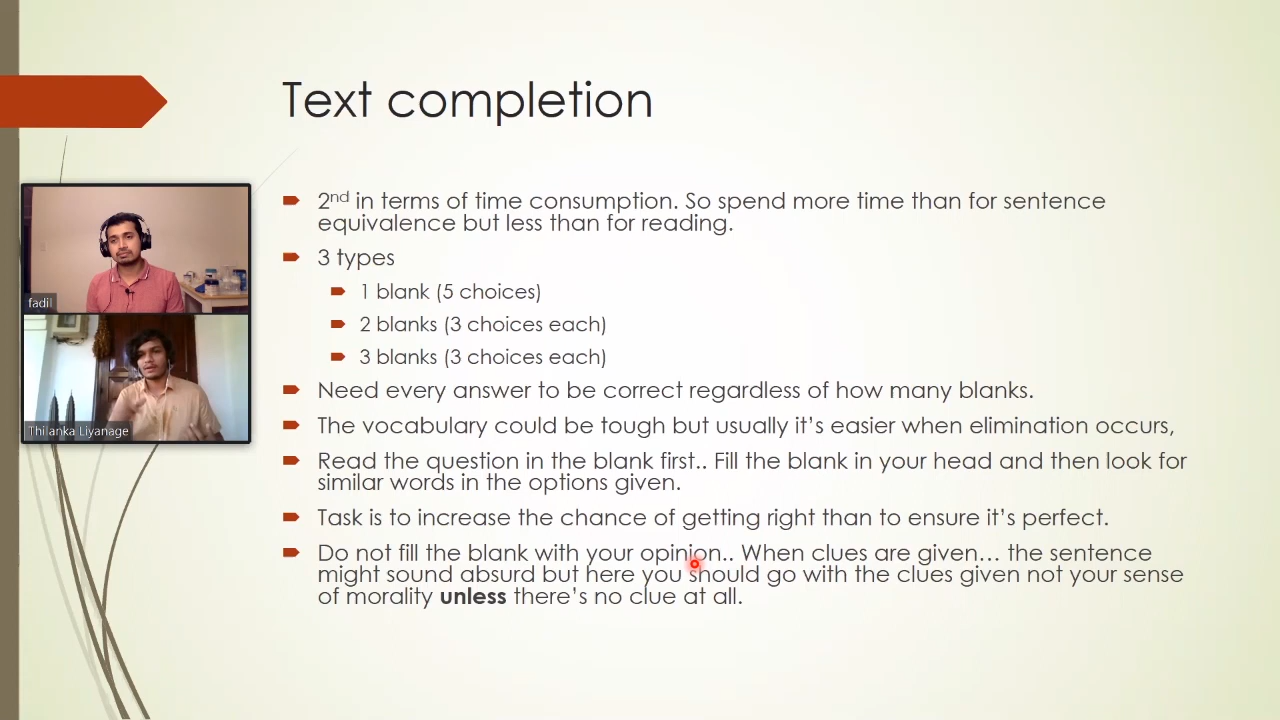 Text completion
2nd in terms of time consumption. So spend more time than for sentence
equivalence but less than for reading.
3 types
1 blank (5 choices)
2 blanks (3 choices each)
3 blanks (3 choices each)
Need every answer to be correct regardless of how many blanks.
The vocabulary could be tough but usually it’s easier when elimination occurs,
Read the question in the blank first.. Fill the blank in your head and then look for
similar words in the options given.
Task is to increase the chance of getting right than to ensure it’s perfect.
Do not fill the blank with your opinion.. When clues are given… the sentence
might sound absurd but here you should go with the clues given not your sense
of morality unless there’s no clue at all.
fadil
Thilanka Liyanage